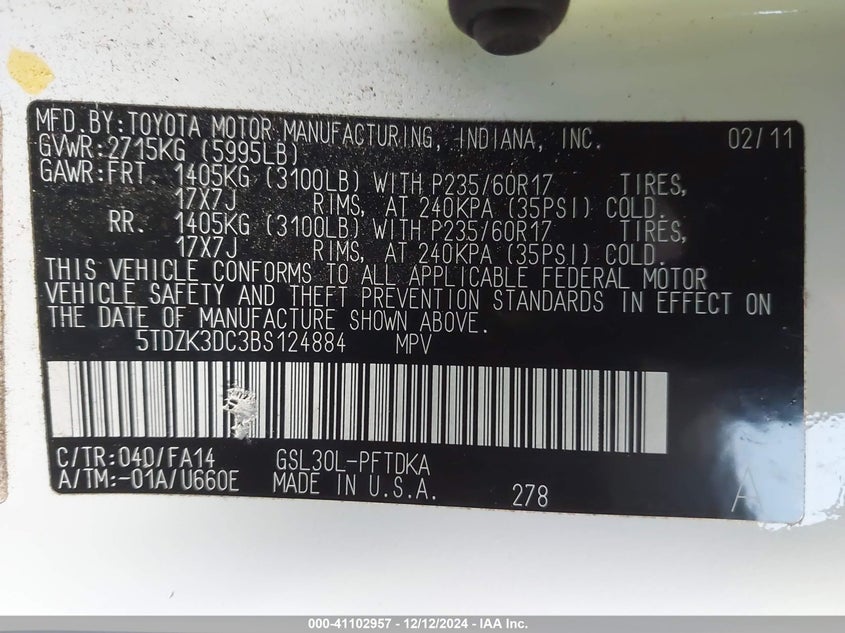 MFD.BY:TOYOTA MOTOR MANUFACTURING, INDIANA, INC. 02/11
GVWR:2715KG (5995LB)
GAWR:FRT. 1405KG (3100LB) WITH P235/60R17 TIRES,
17X7J RIMS, AT 240KPA (35PSI) COLD.
RR. 1405KG (3100LB) WITH P235/60R17 TIRES,
17X7J RIMS, AT 240KPA (35PSI) COLD.
THIS VEHICLE CONFORMS TO ALL APPLICABLE FEDERAL MOTOR
VEHICLE SAFETY AND THEFT PREVENTION STANDARDS IN EFFECT ON
THE DATE OF MANUFACTURE SHOWN ABOVE.
5TDZK3DC3BS124884 MPV
C/TR:040/FA14 GSL30L-PFTDKA
A/TM:-01A/U660E MADE IN U.S.A. 278 A
000-41102957 - 12/12/2024 - IAA Inc.